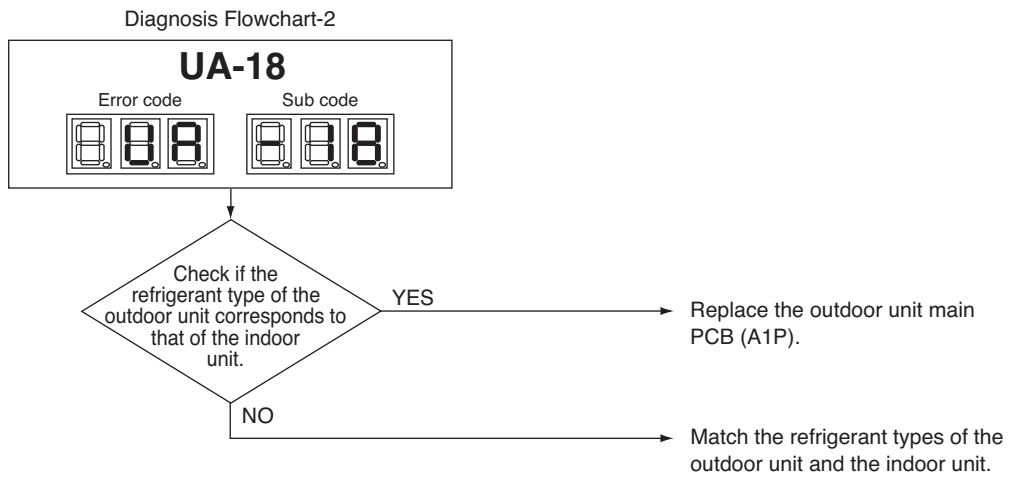 Diagnosis Flowchart-2
UA-18
Error code
Sub code
UA
-18
Check if the
refrigerant type of the
outdoor unit corresponds to
that of the indoor
unit.
YES
Replace the outdoor unit main
PCB (A1P).
NO
Match the refrigerant types of the
outdoor unit and the indoor unit.